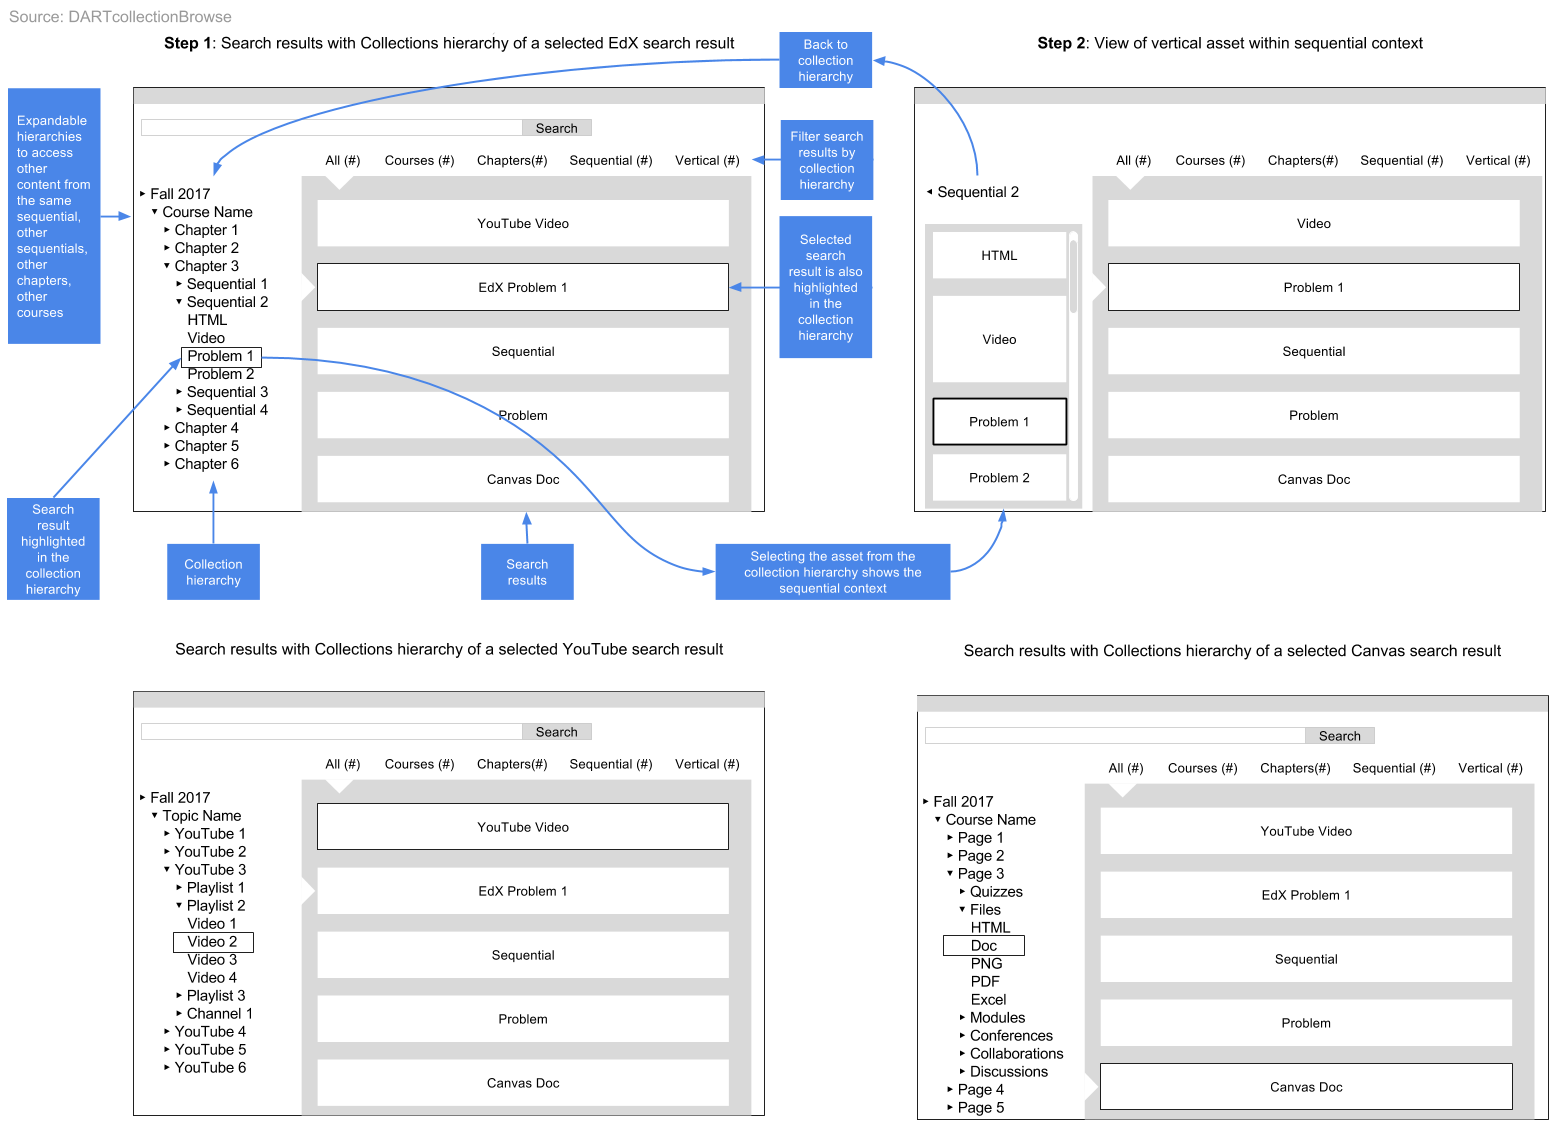 Source: DARTcollectionBrowse
Step 1: Search results with Collections hierarchy of a selected EdX search result
Back to
collection
hierarchy
Step 2: View of vertical asset within sequential context
Expandable
hierarchies
to access
other
content from
the same
sequential,
other
sequentials,
other
chapters,
other
courses
Search
All (#)
Courses (#)
Chapters(#)
Sequential (#)
Vertical (#)
Fall 2017
Course Name
Chapter 1
Chapter 2
Chapter 3
Sequential 1
Sequential 2
HTML
Video
Problem 1
Problem 2
Sequential 3
Sequential 4
Chapter 4
Chapter 5
Chapter 6
YouTube Video
EdX Problem 1
Sequential
Problem
Canvas Doc
Filter search
results by
collection
hierarchy
Selected
search
result is also
highlighted
in the
collection
hierarchy
All (#)
Courses (#)
Chapters(#)
Sequential (#)
Vertical (#)
Sequential 2
HTML
Video
Problem 1
Problem 2
Video
Problem 1
Sequential
Problem
Canvas Doc
Search
result
highlighted
in the
collection
hierarchy
Collection
hierarchy
Search
results
Selecting the asset from the
collection hierarchy shows the
sequential context
Search results with Collections hierarchy of a selected YouTube search result
Search
All (#)
Courses (#)
Chapters(#)
Sequential (#)
Vertical (#)
Fall 2017
Topic Name
YouTube 1
YouTube 2
YouTube 3
Playlist 1
Playlist 2
Video 1
Video 2
Video 3
Video 4
Playlist 3
Channel 1
YouTube 4
YouTube 5
YouTube 6
YouTube Video
EdX Problem 1
Sequential
Problem
Canvas Doc
Search results with Collections hierarchy of a selected Canvas search result
Search
All (#)
Courses (#)
Chapters(#)
Sequential (#)
Vertical (#)
Fall 2017
Course Name
Page 1
Page 2
Page 3
Quizzes
Files
HTML
Doc
PNG
PDF
Excel
Modules
Conferences
Collaborations
Discussions
Page 4
Page 5
YouTube Video
EdX Problem 1
Sequential
Problem
Canvas Doc